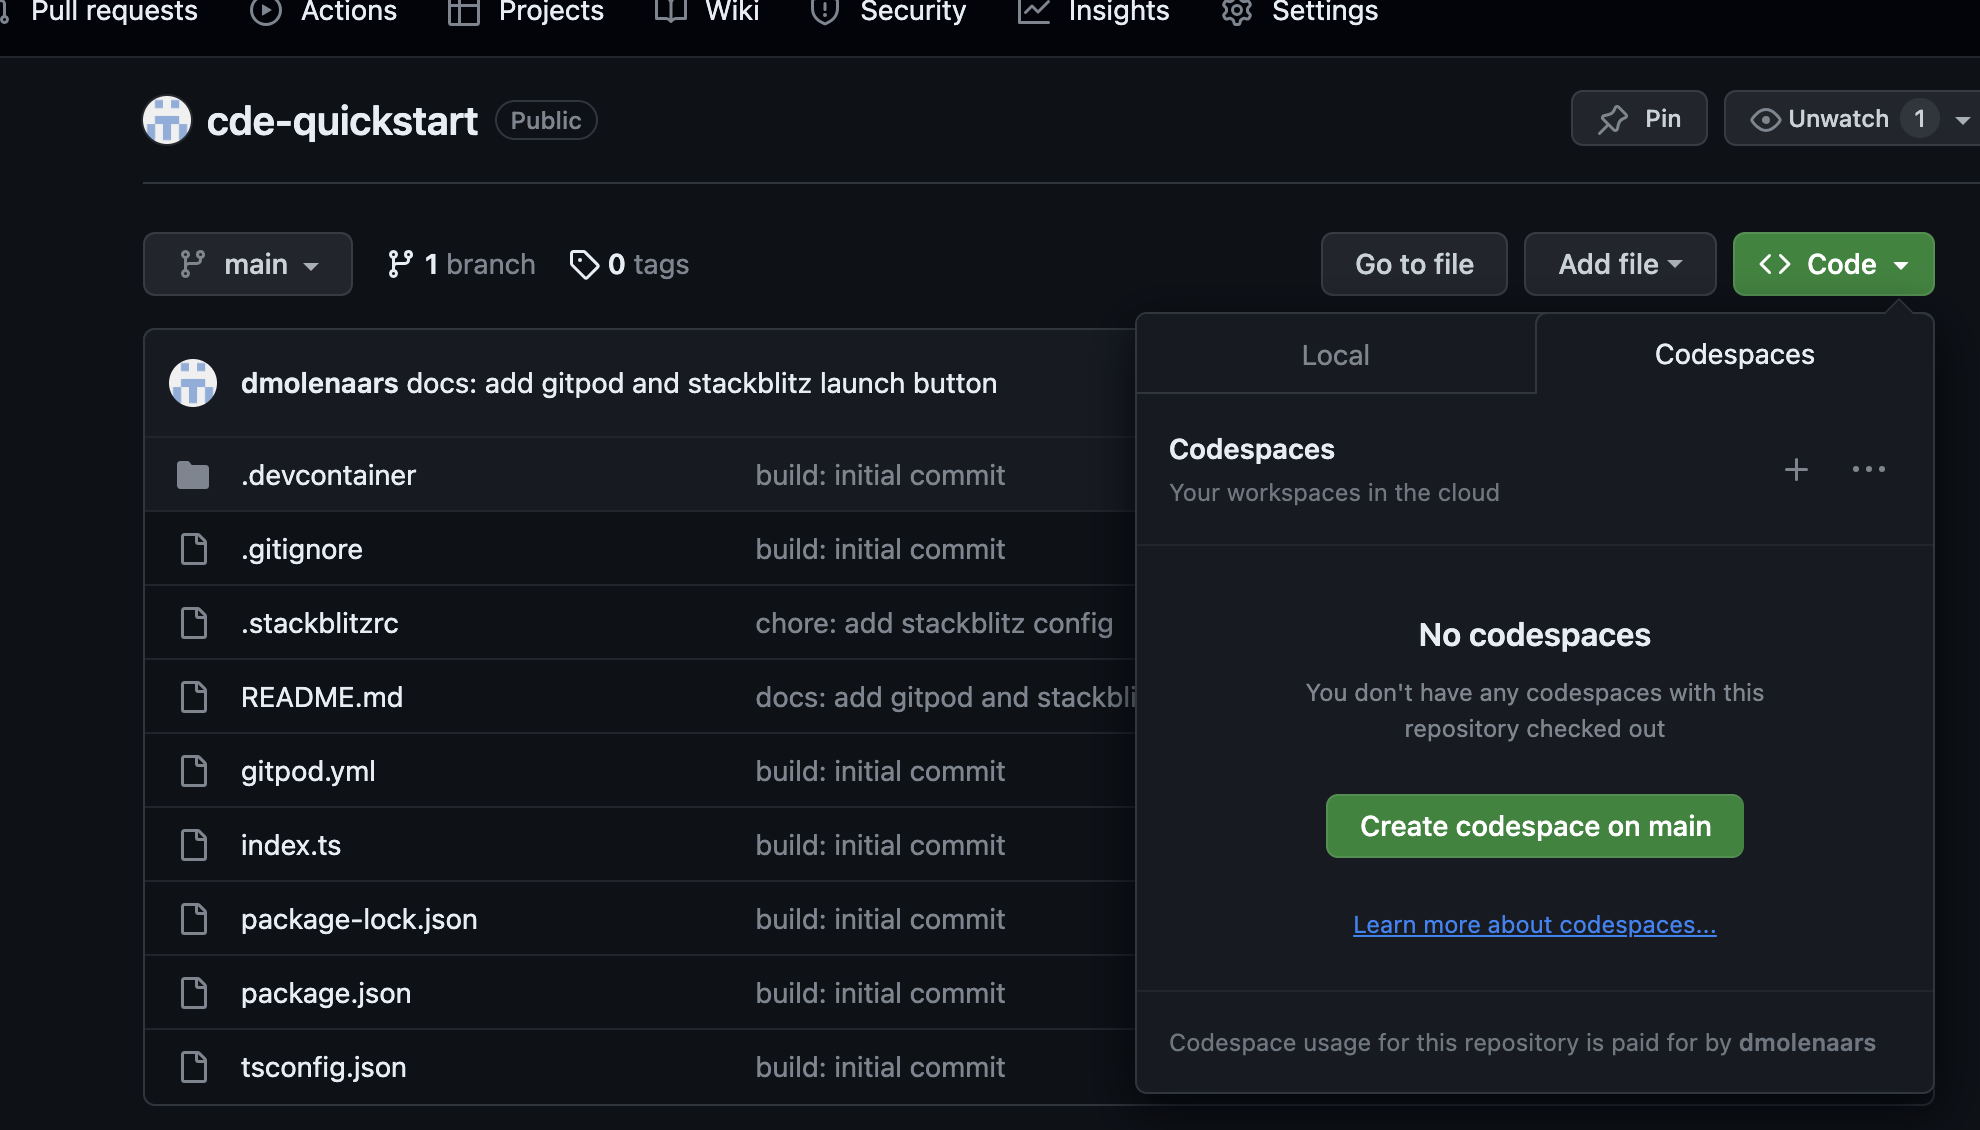 Pull requests Actions Projects Wiki Security Insights Settings
cde-quickstart Public Pin Unwatch 1
main 1 branch 0 tags Go to file Add file <> Code
Local Codespaces
dmolenaars docs: add gitpod and stackblitz launch button
Codespaces
Your workspaces in the cloud
.devcontainer build: initial commit
.gitignore build: initial commit
.stackblitzrc chore: add stackblitz config
README.md docs: add gitpod and stackbli
gitpod.yml build: initial commit
index.ts build: initial commit
package-lock.json build: initial commit
package.json build: initial commit
tsconfig.json build: initial commit
No codespaces
You don't have any codespaces with this
repository checked out
Create codespace on main
Learn more about codespaces...
Codespace usage for this repository is paid for by dmolenaars